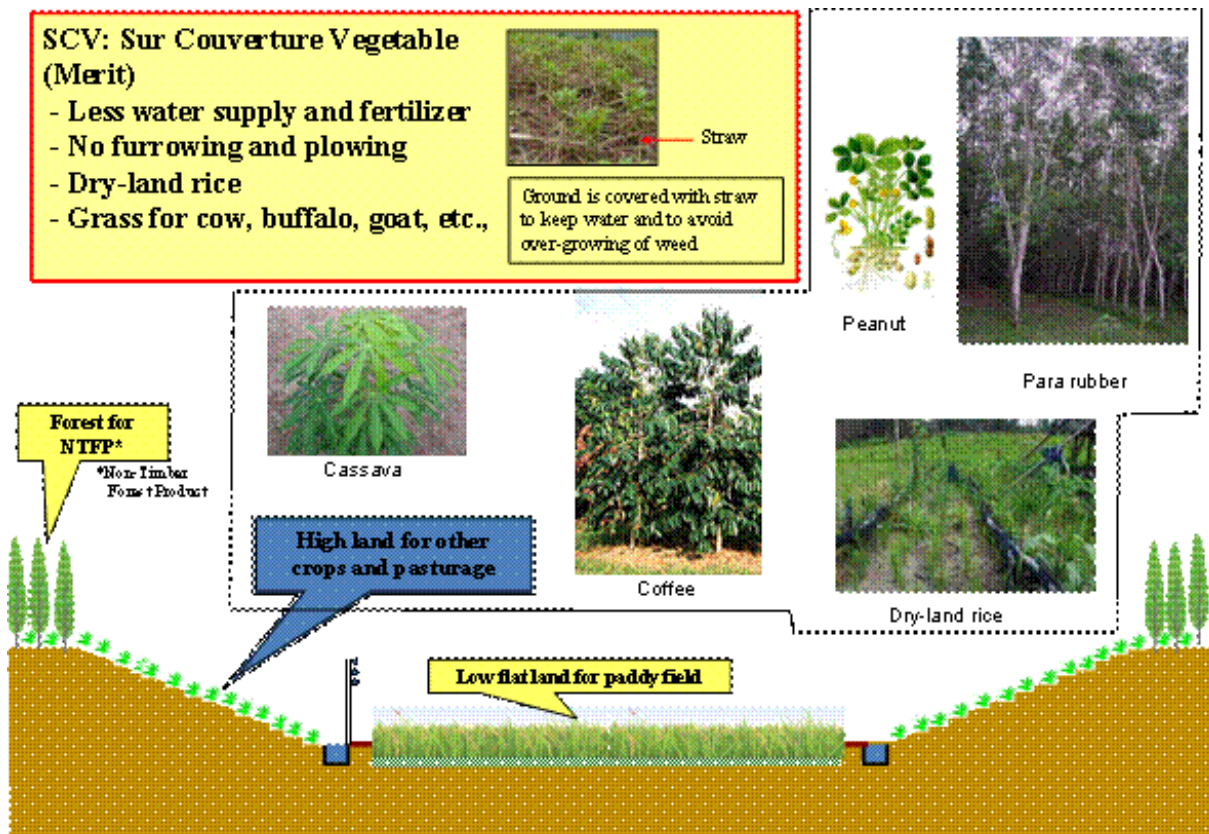 SCV: Sur Couverture Vegetable
(Merit)
- Less water supply and fertilizer
- No furrowing and plowing
- Dry-land rice
- Grass for cow, buffalo, goat, etc.,
Straw
Ground is covered with straw
to keep water and to avoid
over-growing of weed
Peanut
Para rubber
Cassava
Coffee
Dry-land rice
Forest for
NTFP*
*Non-Timber
Forest Product
High land for other
crops and pasturage
Low flat land for paddy field